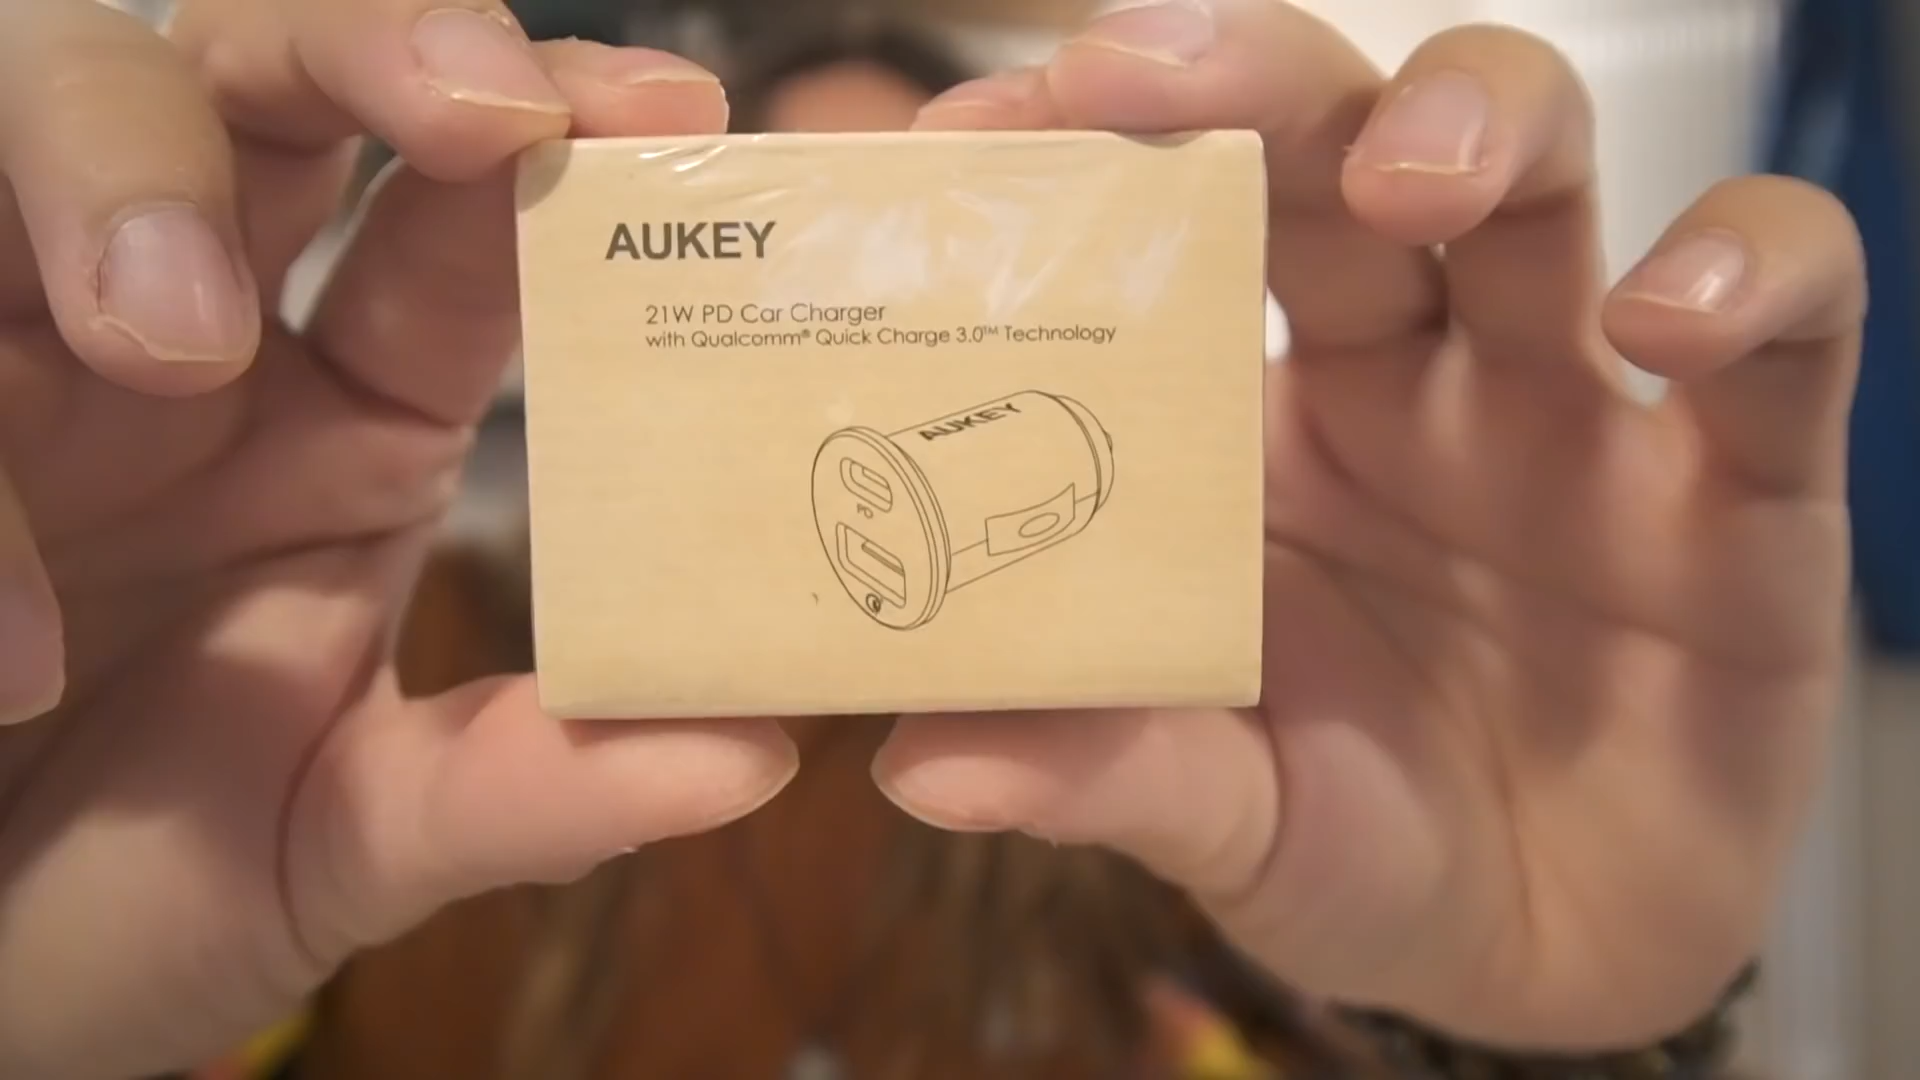 AUKEY
21W PD Car Charger
with Qualcomm® Quick Charge 3.0™ Technology
AUKEY
PD